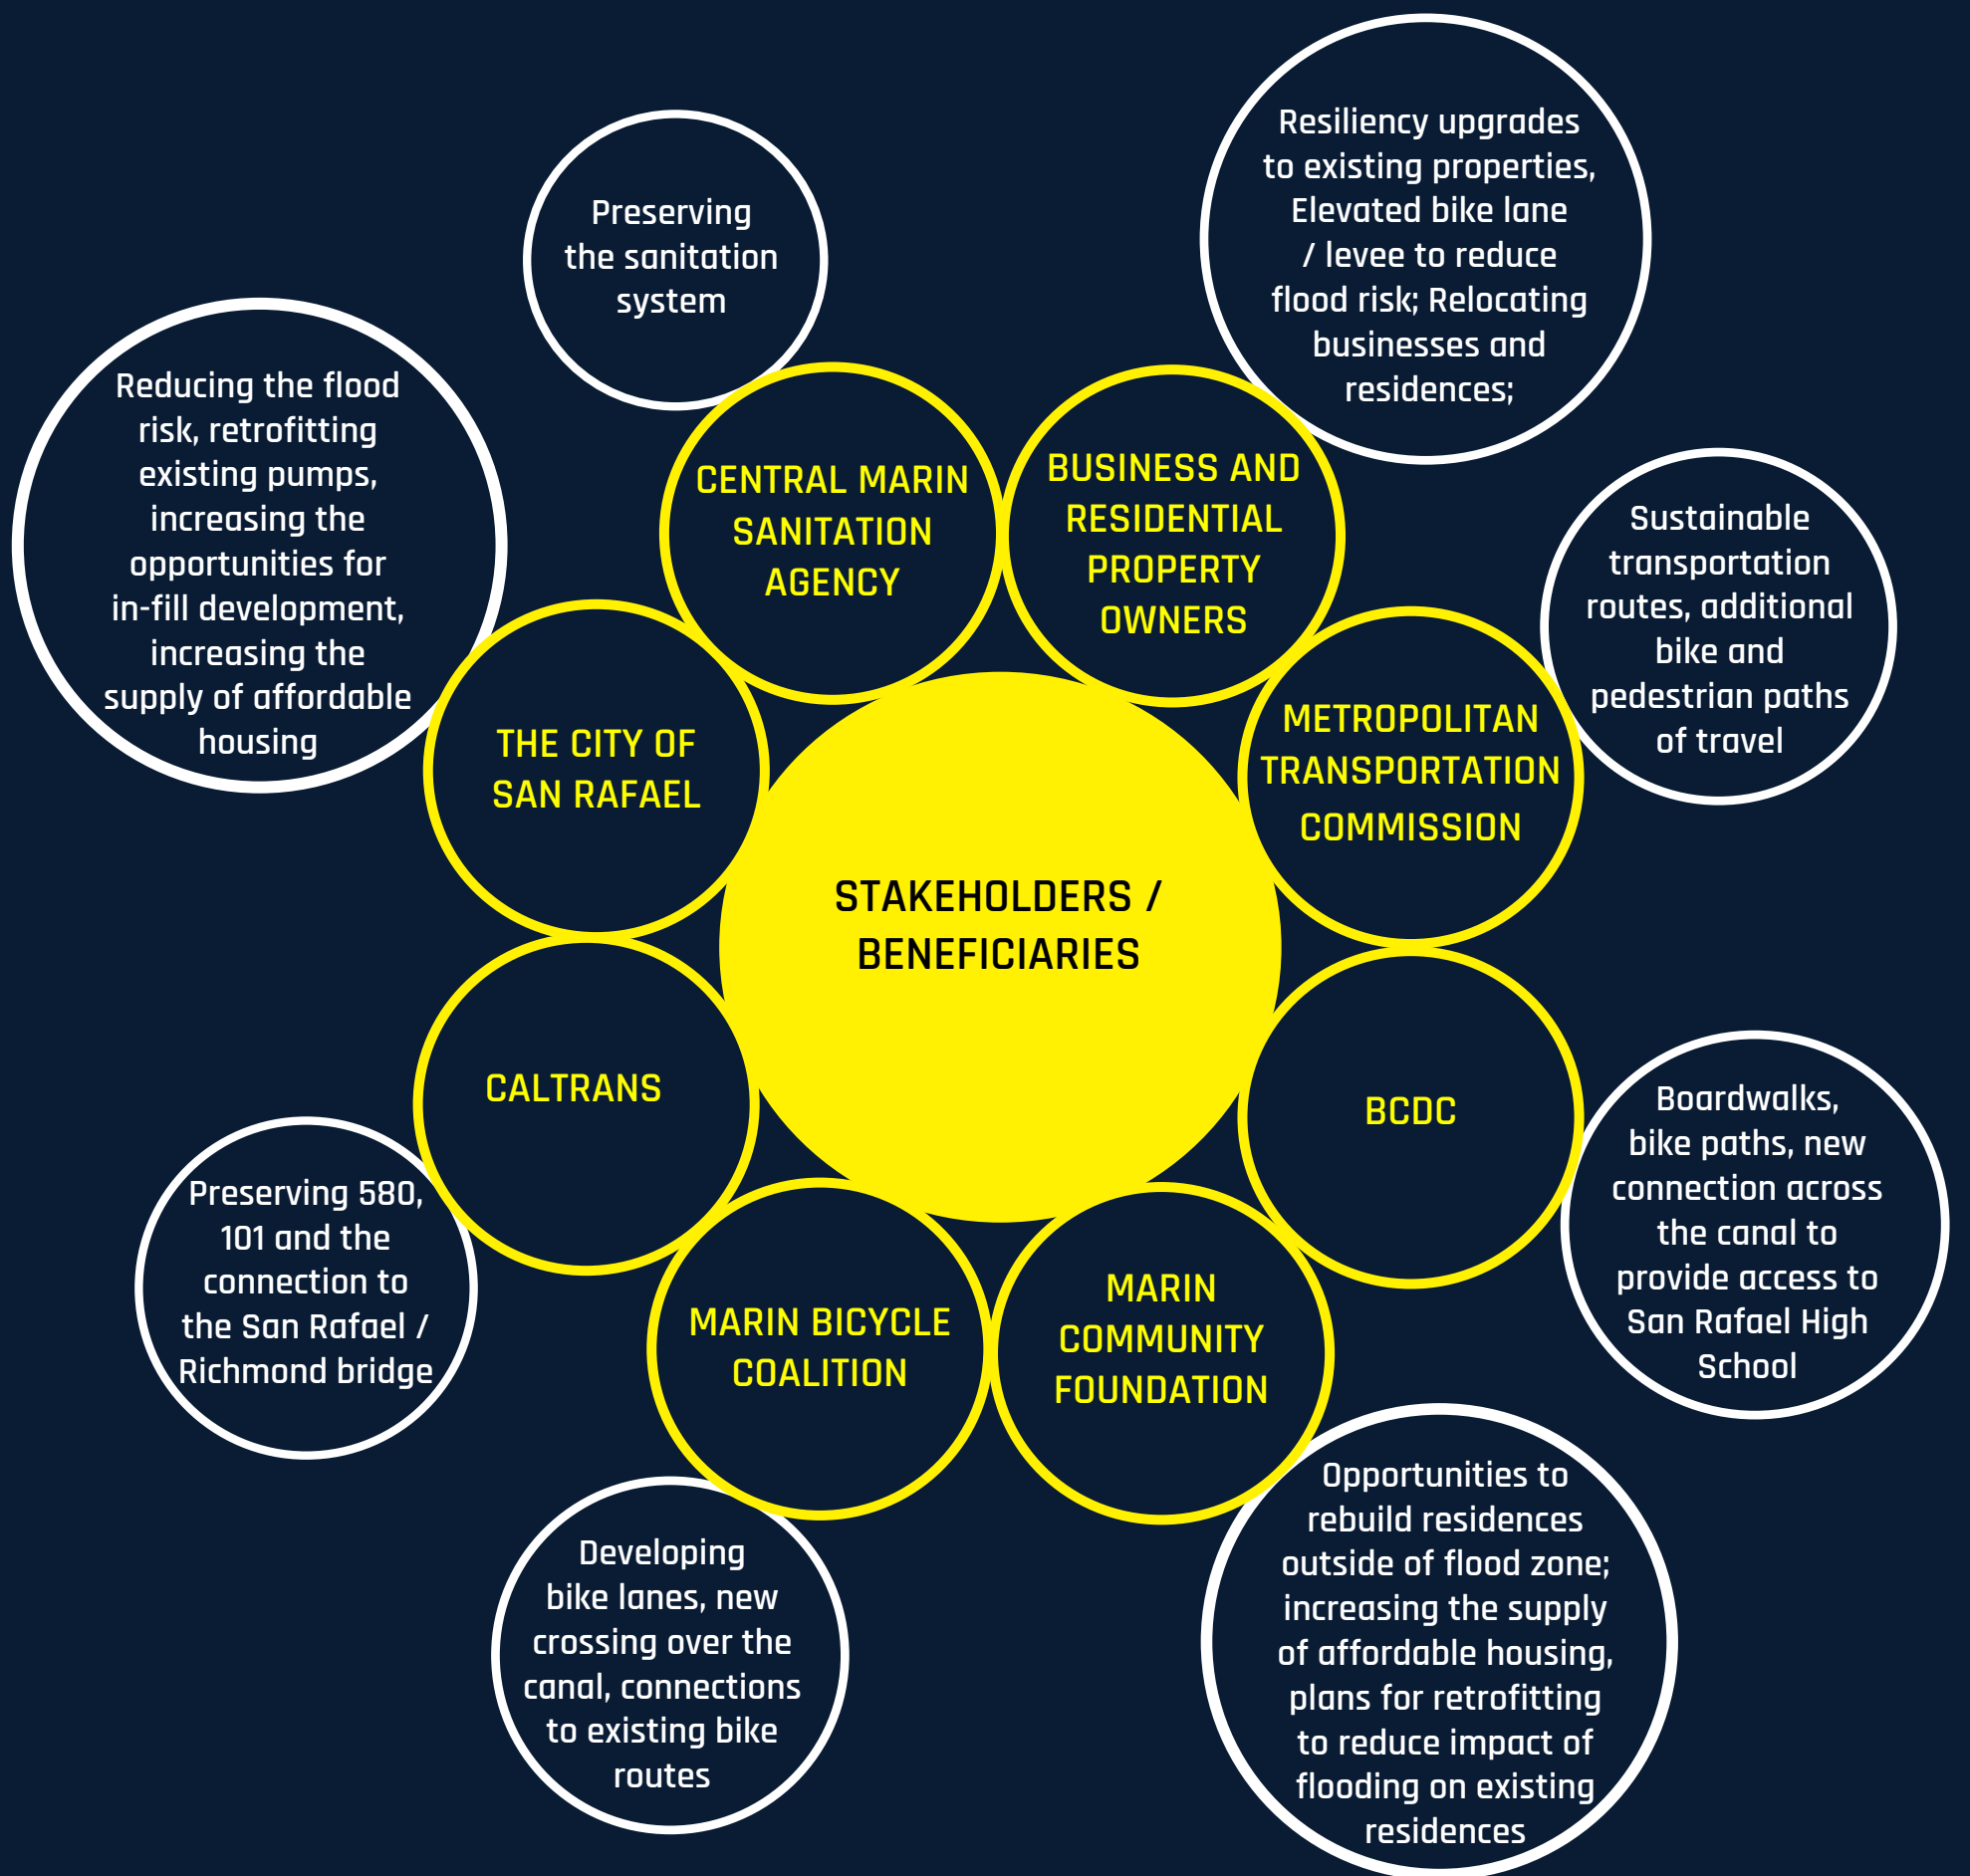 Preserving
the sanitation
system
Resiliency upgrades
to existing properties,
Elevated bike lane
/ levee to reduce
flood risk; Relocating
businesses and
residences;
Reducing the flood
risk, retrofitting
existing pumps,
increasing the
opportunities for
in-fill development,
increasing the
supply of affordable
housing
CENTRAL MARIN
SANITATION
AGENCY
BUSINESS AND
RESIDENTIAL
PROPERTY
OWNERS
Sustainable
transportation
routes, additional
bike and
pedestrian paths
of travel
THE CITY OF
SAN RAFAEL
METROPOLITAN
TRANSPORTATION
COMMISSION
STAKEHOLDERS /
BENEFICIARIES
CALTRANS
BCDC
Preserving 580,
101 and the
connection to
the San Rafael /
Richmond bridge
Boardwalks,
bike paths, new
connection across
the canal to
provide access to
San Rafael High
School
MARIN BICYCLE
COALITION
MARIN
COMMUNITY
FOUNDATION
Developing
bike lanes, new
crossing over the
canal, connections
to existing bike
routes
Opportunities to
rebuild residences
outside of flood zone;
increasing the supply
of affordable housing,
plans for retrofitting
to reduce impact of
flooding on existing
residences